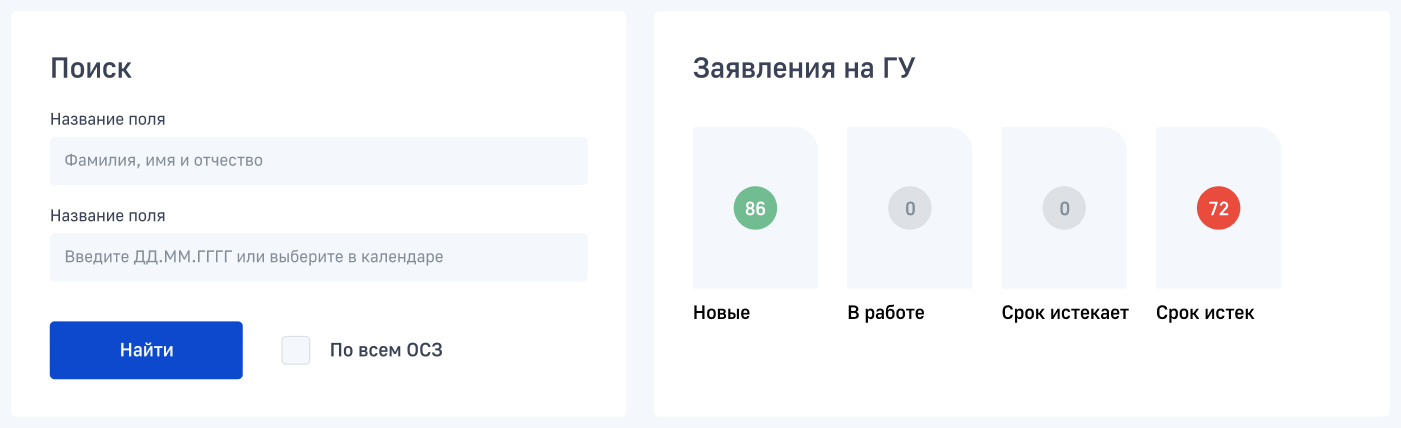 Поиск
Название поля
Фамилия, имя и отчество
Название поля
Введите ДД.ММ.ГГГГ или выберите в календаре
Найти
По всем ОСЗ
Заявления на ГУ
86
0
0
72
Новые
В работе
Срок истекает
Срок истек